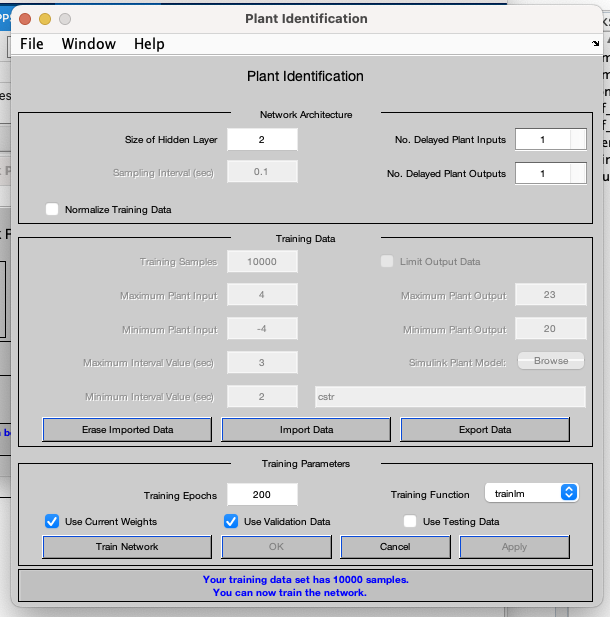 Plant Identification
File Window Help
Plant Identification
Network Architecture
Size of Hidden Layer 2 No. Delayed Plant Inputs 1
Sampling Interval (sec) 0.1 No. Delayed Plant Outputs 1
Normalize Training Data
Training Data
Training Samples 10000 Limit Output Data
Maximum Plant Input 4 Maximum Plant Output 23
Minimum Plant Input -4 Minimum Plant Output 20
Maximum Interval Value (sec) 3 Simulink Plant Model: Browse
Minimum Interval Value (sec) 2 cstr
Erase Imported Data Import Data Export Data
Training Parameters
Training Epochs 200 Training Function trainlm
Use Current Weights Use Validation Data Use Testing Data
Train Network OK Cancel Apply
Your training data set has 10000 samples.
You can now train the network.